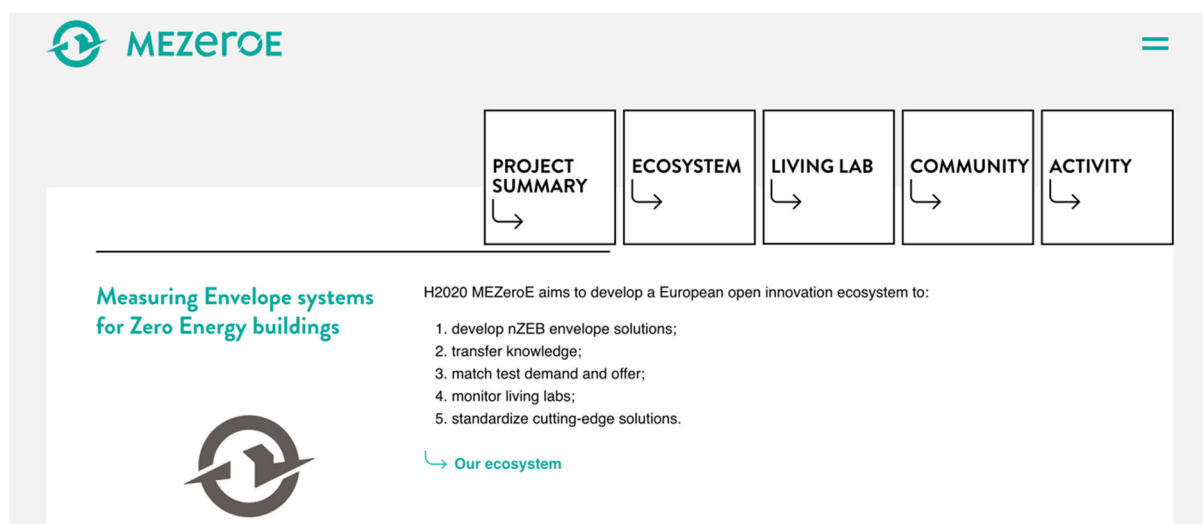 MEZeroE
PROJECT
SUMMARY
ECOSYSTEM
LIVING LAB
COMMUNITY
ACTIVITY
Measuring Envelope systems
for Zero Energy buildings
H2020 MEZeroE aims to develop a European open innovation ecosystem to:
1. develop nZEB envelope solutions;
2. transfer knowledge;
3. match test demand and offer;
4. monitor living labs;
5. standardize cutting-edge solutions.
Our ecosystem